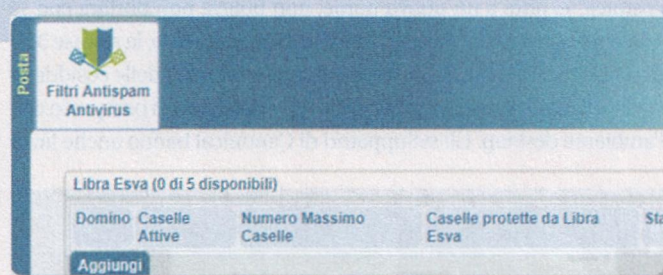 Posta
Filtri Antispam
Antivirus
Libra Esva (0 di 5 disponibili)
Domino Caselle Attive Numero Massimo Caselle Caselle protette da Libra Esva
Aggiungi